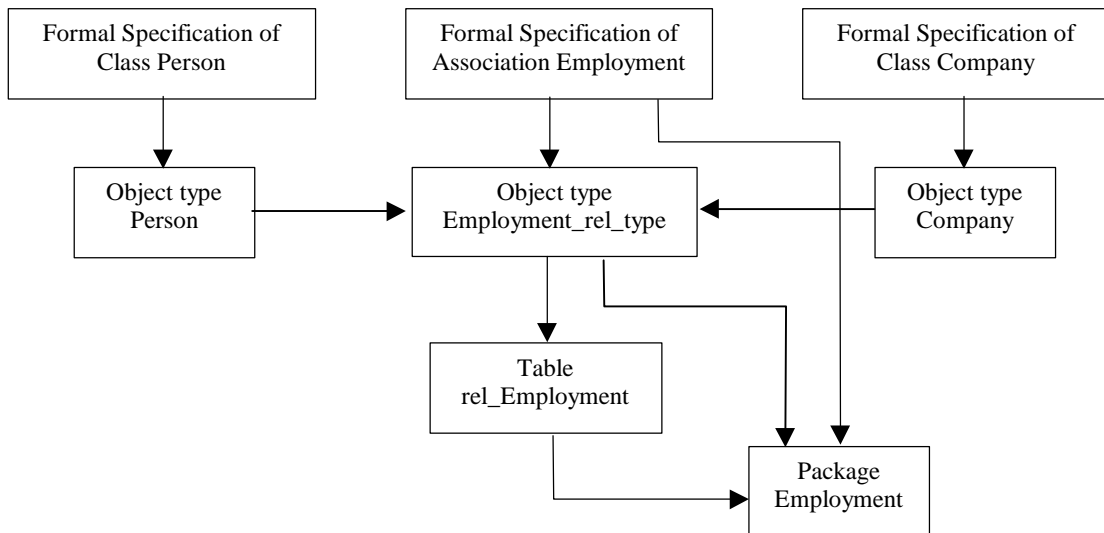 Formal Specification of
Class Person
Formal Specification of
Association Employment
Formal Specification of
Class Company
Object type
Person
Object type
Employment_rel_type
Object type
Company
Table
rel_Employment
Package
Employment